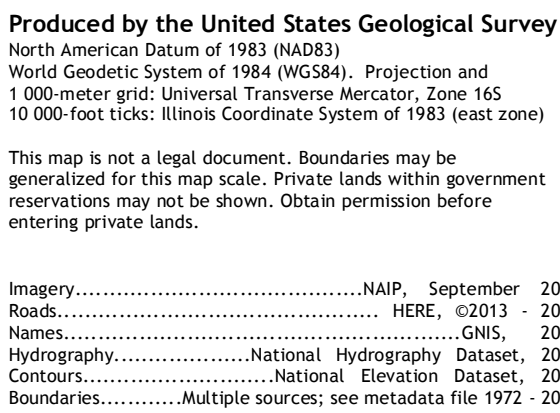 Produced by the United States Geological Survey
North American Datum of 1983 (NAD83)
World Geodetic System of 1984 (WGS84). Projection and
1 000-meter grid: Universal Transverse Mercator, Zone 16S
10 000-foot ticks: Illinois Coordinate System of 1983 (east zone)
This map is not a legal document. Boundaries may be
generalized for this map scale. Private lands within government
reservations may not be shown. Obtain permission before
entering private lands.
Imagery................................................NAIP, September 20
Roads..................................................... HERE, ©2013 - 20
Names..................................................................GNIS, 20
Hydrography....................National Hydrography Dataset, 20
Contours............................National Elevation Dataset, 20
Boundaries............Multiple sources; see metadata file 1972 - 20